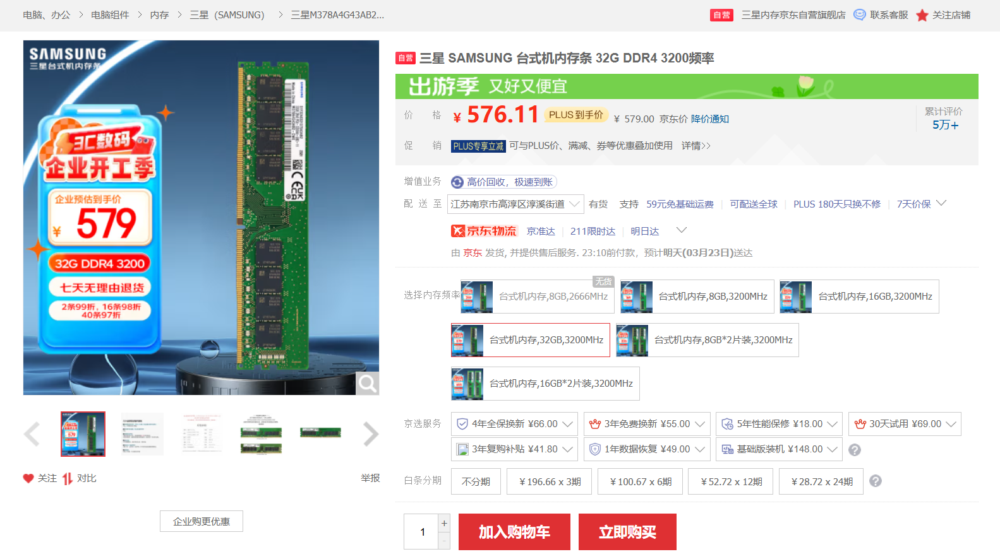 电脑、办公 > 电脑组件 > 内存 > 三星（SAMSUNG） > 三星M378A4G43AB2...
自营 三星内存京东自营旗舰店 联系客服 关注店铺
SAMSUNG
三星台式机内存条
3C数码
企业开工季
企业预估到手价
¥ 579
32G DDR4 3200
七天无理由退货
2条99折，16条98折
40条97折
关注 对比 举报
企业购更优惠
自营 三星 SAMSUNG 台式机内存条 32G DDR4 3200频率
出游季 又好又便宜
价格 ¥ 576.11 PLUS到手价 ¥ 579.00 京东价 降价通知
累计评价
5万+
促销 PLUS专享立减 可与PLUS价、满减、券等优惠叠加使用 详情>>
增值业务 高价回收，极速到账
配送至 江苏南京市高淳区淳溪街道 有货 支持 59元免基础运费 可配送全球 PLUS 180天只换不修 7天价保
京东物流 京准达 211限时达 明日达
由 京东 发货, 并提供售后服务. 23:10前付款，预计明天(03月23日)送达
选择内存频率
无货
台式机内存,8GB,2666MHz 台式机内存,8GB,3200MHz 台式机内存,16GB,3200MHz
台式机内存,32GB,3200MHz 台式机内存,8GB*2片装,3200MHz
台式机内存,16GB*2片装,3200MHz
京选服务 4年全保换新 ¥66.00 3年免费换新 ¥55.00 5年性能保修 ¥18.00 30天试用 ¥69.00
3年复购补贴 ¥41.80 1年数据恢复 ¥49.00 基础版装机 ¥148.00 ?
白条分期 不分期 ¥196.66 x 3期 ¥100.67 x 6期 ¥52.72 x 12期 ¥28.72 x 24期 ?
1 + - 加入购物车 立即购买